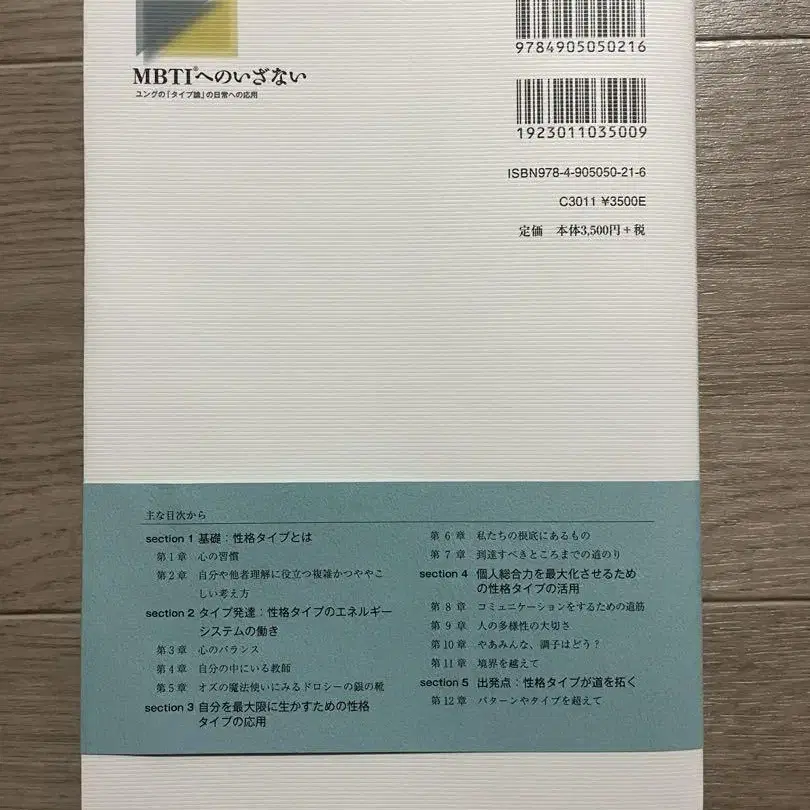 MBTI®へのいざない
ユングの「タイプ論」の日常への応用
9784905050216
1923011035009
ISBN978-4-905050-21-6
C3011 ¥3500E
定価　本体3,500円+税
主な目次から
section 1 基礎：性格タイプとは
第1章　心の習慣
第2章　自分や他者理解に役立つ複雑かつややこ
しい考え方
section 2 タイプ発達：性格タイプのエネルギー
システムの働き
第3章　心のバランス
第4章　自分の中にいる教師
第5章　オズの魔法使いにみるドロシーの銀の靴
section 3 自分を最大限に生かすための性格
タイプの応用
第6章　私たちの根底にあるもの
第7章　到達すべきところまでの道のり
section 4 個人総合力を最大化させるため
の性格タイプの活用
第8章　コミュニケーションをするための道筋
第9章　人の多様性の大切さ
第10章　やあみんな、調子はどう？
第11章　境界を越えて
section 5 出発点：性格タイプが道を拓く
第12章　パターンやタイプを超えて